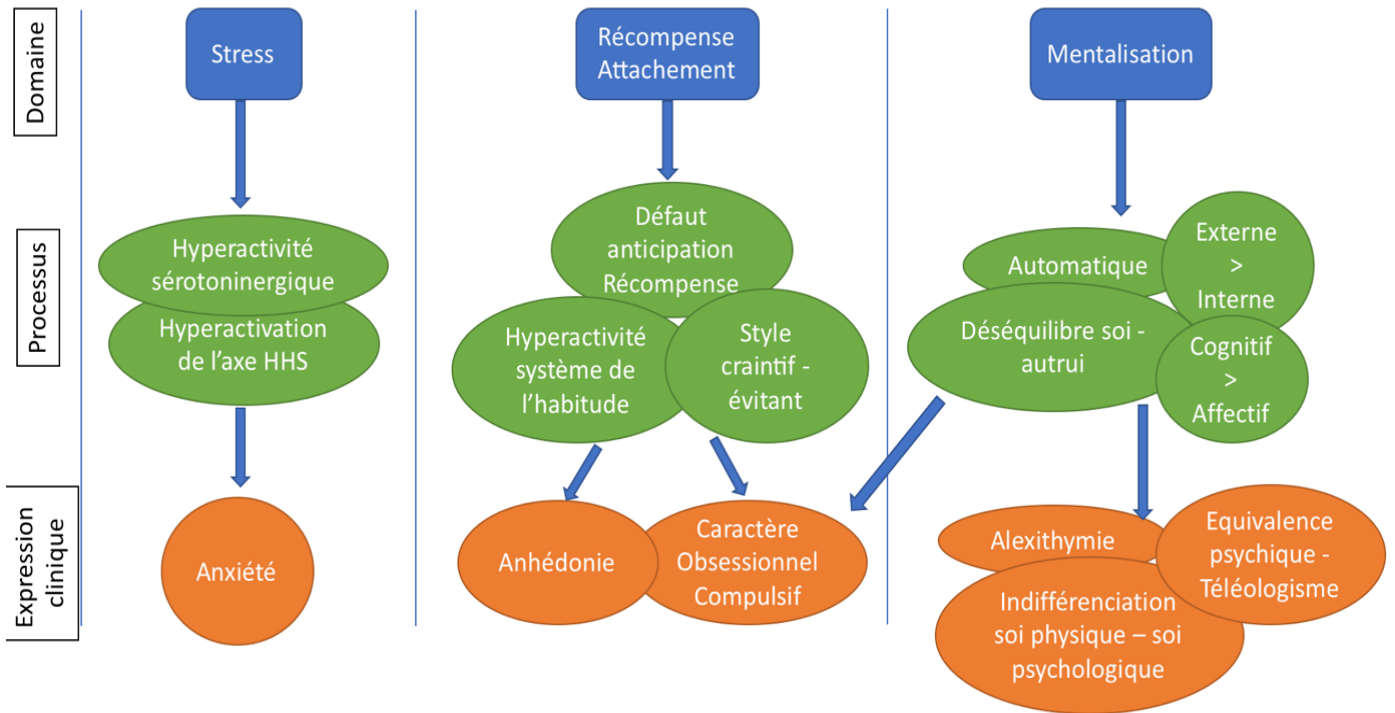 Domaine
Stress
Récompense
Attachement
Mentalisation
Processus
Hyperactivité
sérotoninergique
Hyperactivation
de l'axe HHS
Défaut
anticipation
Récompense
Hyperactivité
système de
l'habitude
Style
craintif -
évitant
Automatique
Externe
>
Interne
Déséquilibre soi -
autrui
Cognitif
>
Affectif
Expression
clinique
Anxiété
Anhédonie
Caractère
Obsessionnel
Compulsif
Alexithymie
Equivalence
psychique -
Téléologisme
Indifférenciation
soi physique – soi
psychologique